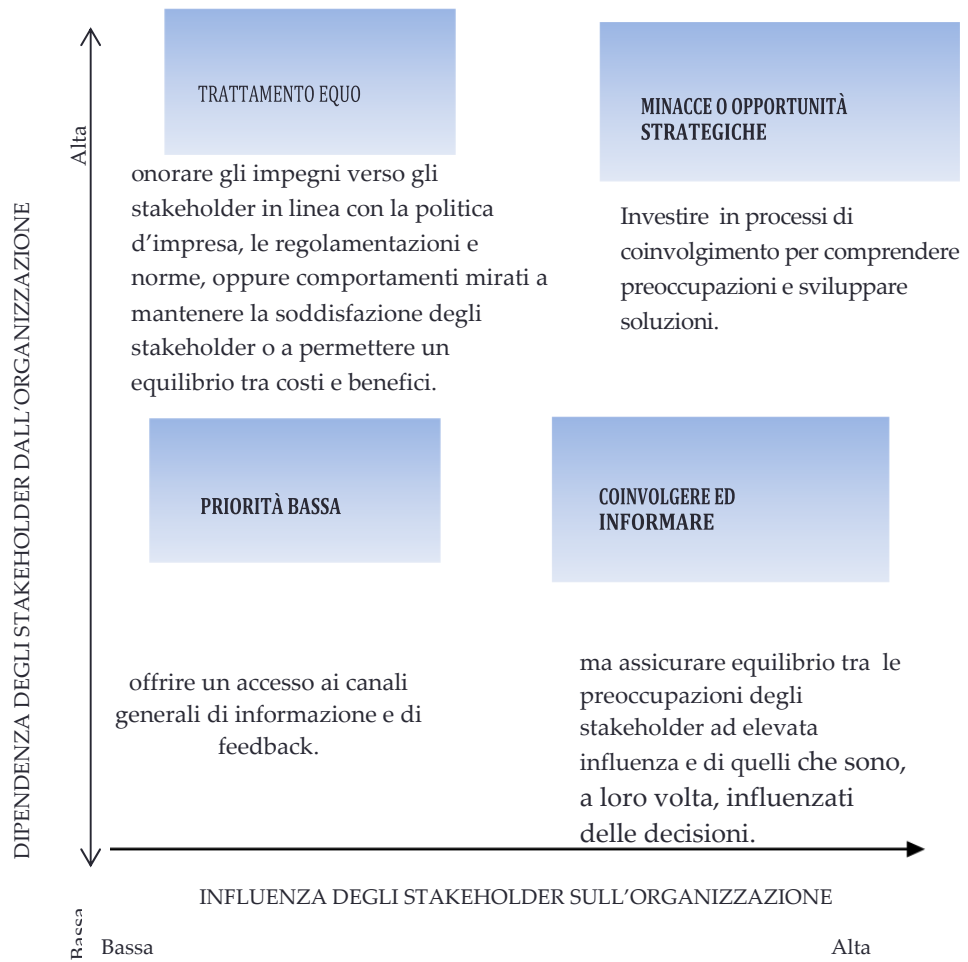 TRATTAMENTO EQUO
onorare gli impegni verso gli
stakeholder in linea con la politica
d’impresa, le regolamentazioni e
norme, oppure comportamenti mirati a
mantenere la soddisfazione degli
stakeholder o a permettere un
equilibrio tra costi e benefici.
MINACCE O OPPORTUNITÀ
STRATEGICHE
Investire in processi di
coinvolgimento per comprendere
preoccupazioni e sviluppare
soluzioni.
PRIORITÀ BASSA
offrire un accesso ai canali
generali di informazione e di
feedback.
COINVOLGERE ED
INFORMARE
ma assicurare equilibrio tra le
preoccupazioni degli
stakeholder ad elevata
influenza e di quelli che sono,
a loro volta, influenzati
delle decisioni.
DIPENDENZA DEGLI STAKEHOLDER DALL’ORGANIZZAZIONE
Alta
Bassa
INFLUENZA DEGLI STAKEHOLDER SULL’ORGANIZZAZIONE
Bassa
Alta